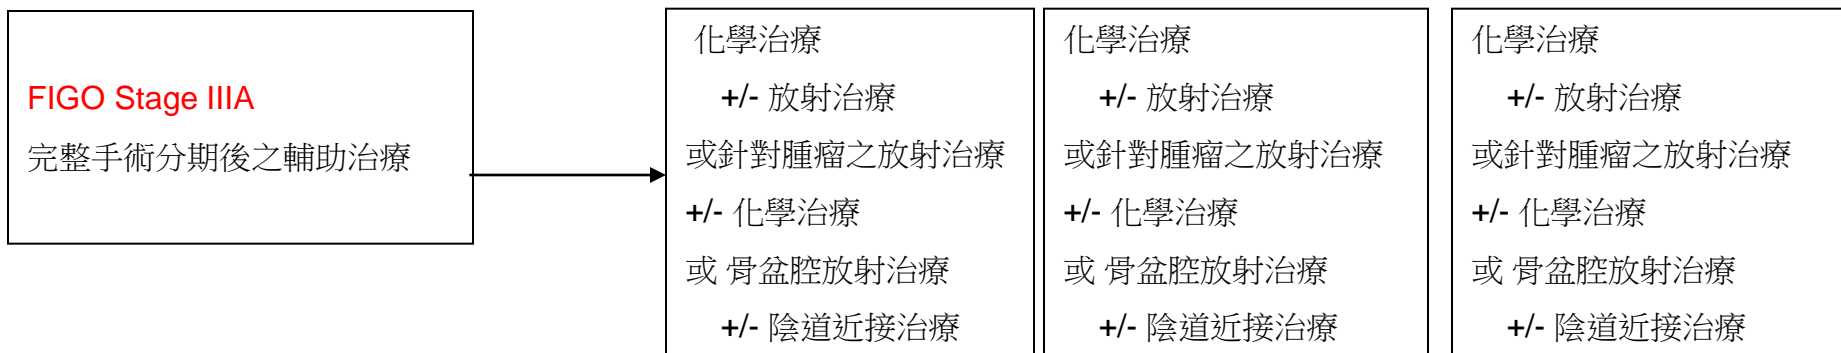 FIGO Stage IIIA
完整手術分期後之輔助治療
化學治療
+/- 放射治療
或針對腫瘤之放射治療
+/- 化學治療
或 骨盆腔放射治療
+/- 陰道近接治療
化學治療
+/- 放射治療
或針對腫瘤之放射治療
+/- 化學治療
或 骨盆腔放射治療
+/- 陰道近接治療
化學治療
+/- 放射治療
或針對腫瘤之放射治療
+/- 化學治療
或 骨盆腔放射治療
+/- 陰道近接治療